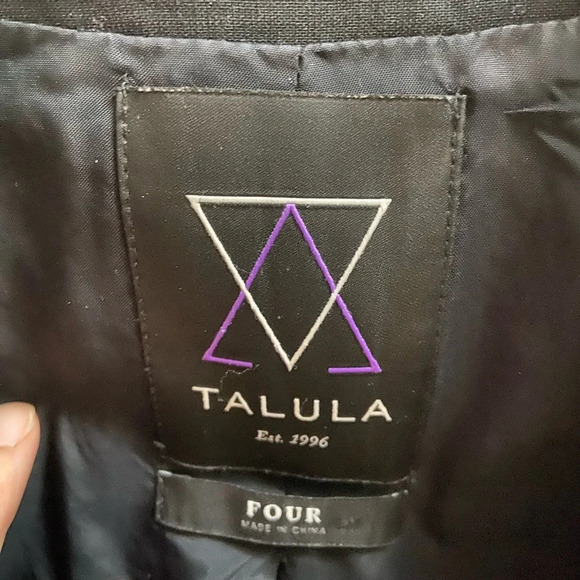 TALULA
Est. 1996
FOUR
MADE IN CHINA